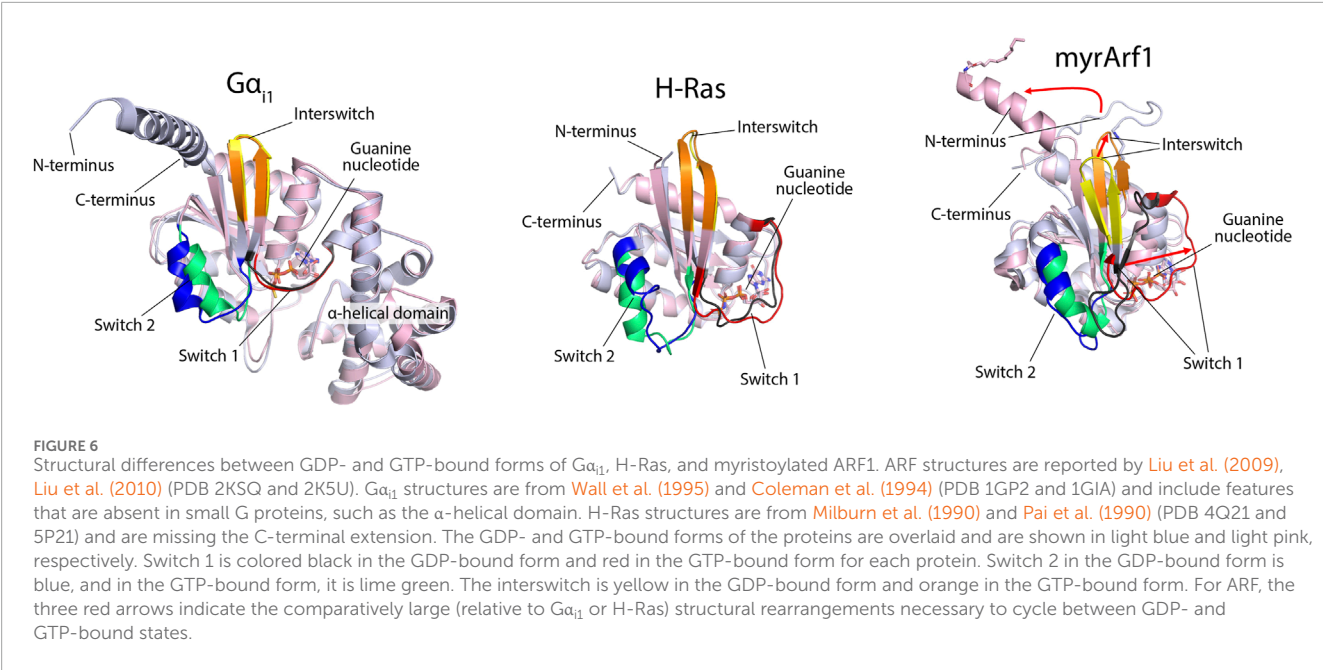 Gαi1
Interswitch
Guanine
nucleotide
N-terminus
C-terminus
α-helical domain
Switch 2
Switch 1
H-Ras
N-terminus
Interswitch
Guanine
nucleotide
C-terminus
Switch 2
Switch 1
myrArf1
N-terminus
Interswitch
C-terminus
Guanine
nucleotide
Switch 2
Switch 1
FIGURE 6
Structural differences between GDP- and GTP-bound forms of Gαi1, H-Ras, and myristoylated ARF1. ARF structures are reported by Liu et al. (2009),
Liu et al. (2010) (PDB 2KSQ and 2K5U). Gαi1 structures are from Wall et al. (1995) and Coleman et al. (1994) (PDB 1GP2 and 1GIA) and include features
that are absent in small G proteins, such as the α-helical domain. H-Ras structures are from Milburn et al. (1990) and Pai et al. (1990) (PDB 4Q21 and
5P21) and are missing the C-terminal extension. The GDP- and GTP-bound forms of the proteins are overlaid and are shown in light blue and light pink,
respectively. Switch 1 is colored black in the GDP-bound form and red in the GTP-bound form for each protein. Switch 2 in the GDP-bound form is
blue, and in the GTP-bound form, it is lime green. The interswitch is yellow in the GDP-bound form and orange in the GTP-bound form. For ARF, the
three red arrows indicate the comparatively large (relative to Gαi1 or H-Ras) structural rearrangements necessary to cycle between GDP- and
GTP-bound states.